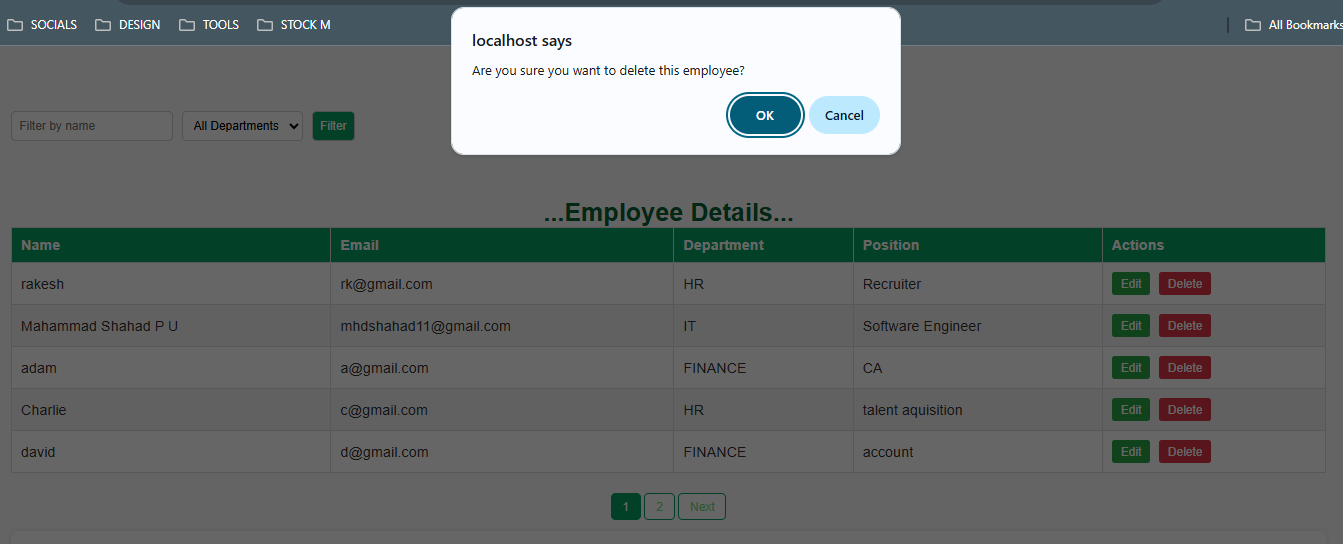 SOCIALS DESIGN TOOLS STOCK M All Bookmarks
localhost says
Are you sure you want to delete this employee?
OK Cancel
Filter by name All Departments Filter
...Employee Details...
Name Email Department Position Actions
rakesh rk@gmail.com HR Recruiter Edit Delete
Mahammad Shahad P U mhdshahad11@gmail.com IT Software Engineer Edit Delete
adam a@gmail.com FINANCE CA Edit Delete
Charlie c@gmail.com HR talent aquisition Edit Delete
david d@gmail.com FINANCE account Edit Delete
1 2 Next